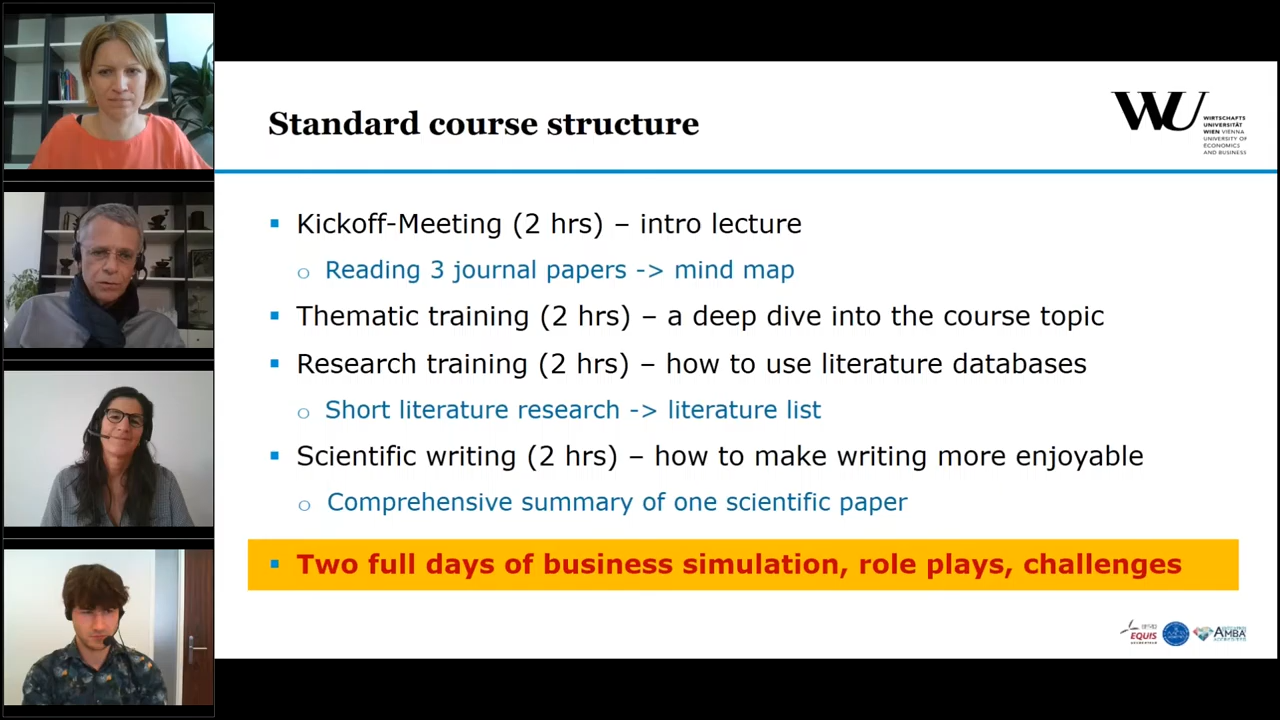 Standard course structure
WU
WIRTSCHAFTS
UNIVERSITÄT
WIEN VIENNA
UNIVERSITY OF
ECONOMICS
AND BUSINESS
Kickoff-Meeting (2 hrs) – intro lecture
Reading 3 journal papers -> mind map
Thematic training (2 hrs) – a deep dive into the course topic
Research training (2 hrs) – how to use literature databases
Short literature research -> literature list
Scientific writing (2 hrs) – how to make writing more enjoyable
Comprehensive summary of one scientific paper
Two full days of business simulation, role plays, challenges
EQUIS
AMBA